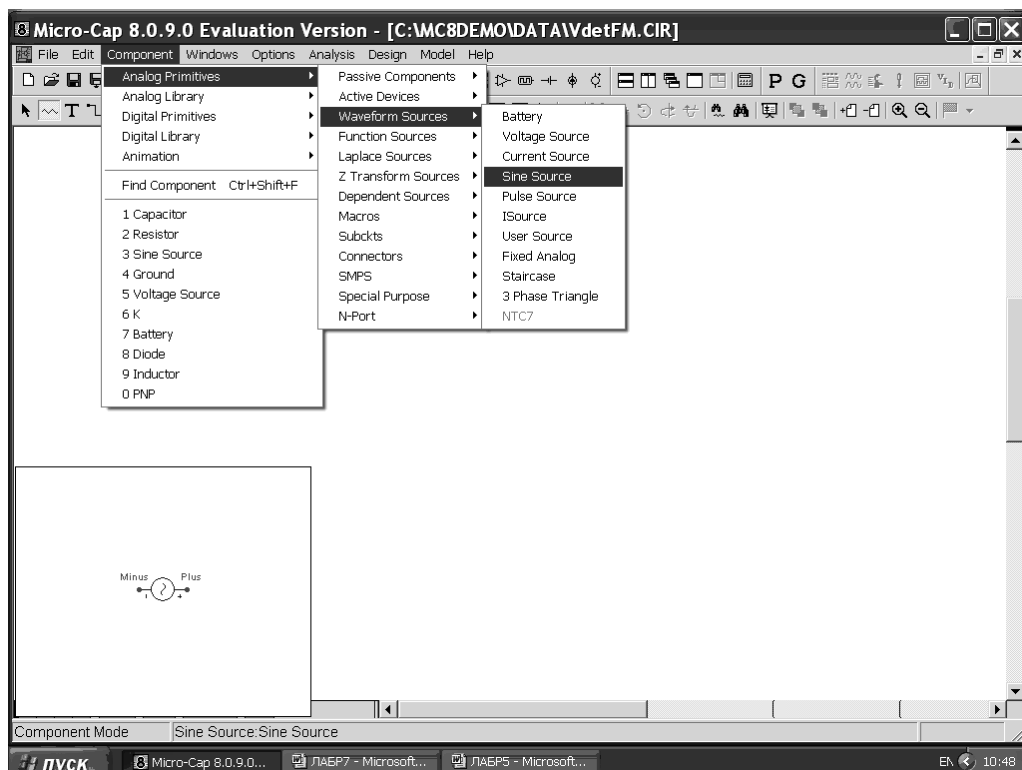 Micro-Cap 8.0.9.0 Evaluation Version - [C:\MC8DEMO\DATA\VdetFM.CIR]
File Edit Component Windows Options Analysis Design Model Help
P G
T
Analog Primitives
Analog Library
Digital Primitives
Digital Library
Animation
Find Component Ctrl+Shift+F
1 Capacitor
2 Resistor
3 Sine Source
4 Ground
5 Voltage Source
6 K
7 Battery
8 Diode
9 Inductor
0 PNP
Passive Components
Active Devices
Waveform Sources
Function Sources
Laplace Sources
Z Transform Sources
Dependent Sources
Macros
Subckts
Connectors
SMPS
Special Purpose
N-Port
Battery
Voltage Source
Current Source
Sine Source
Pulse Source
ISource
User Source
Fixed Analog
Staircase
3 Phase Triangle
NTC7
Minus Plus
Component Mode Sine Source:Sine Source
пуск Micro-Cap 8.0.9.0... ЛАБР7 - Microsoft... ЛАБР5 - Microsoft... EN 10:48